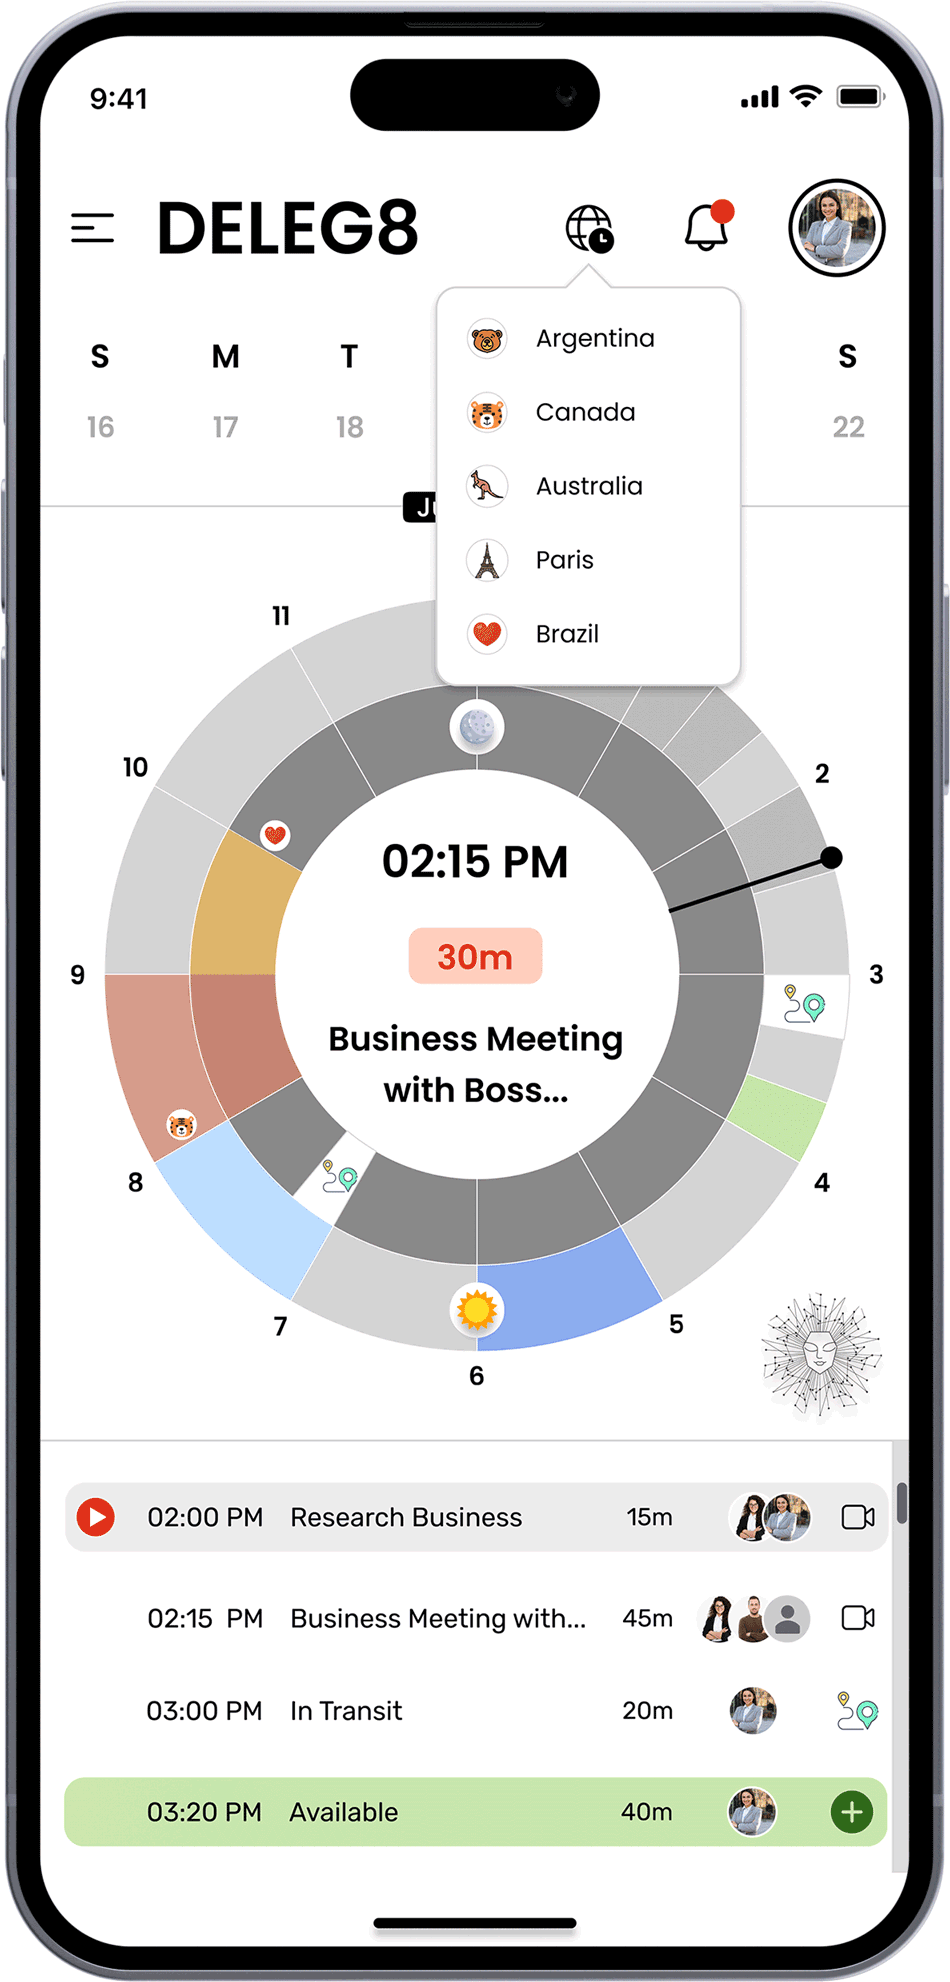 9:41
DELEG8
Argentina
Canada
Australia
Paris
Brazil
S M T S
16 17 18 22
11
10
2
9
3
8
4
7
5
6
02:15 PM
30m
Business Meeting
with Boss...
02:00 PM Research Business 15m
02:15 PM Business Meeting with... 45m
03:00 PM In Transit 20m
03:20 PM Available 40m